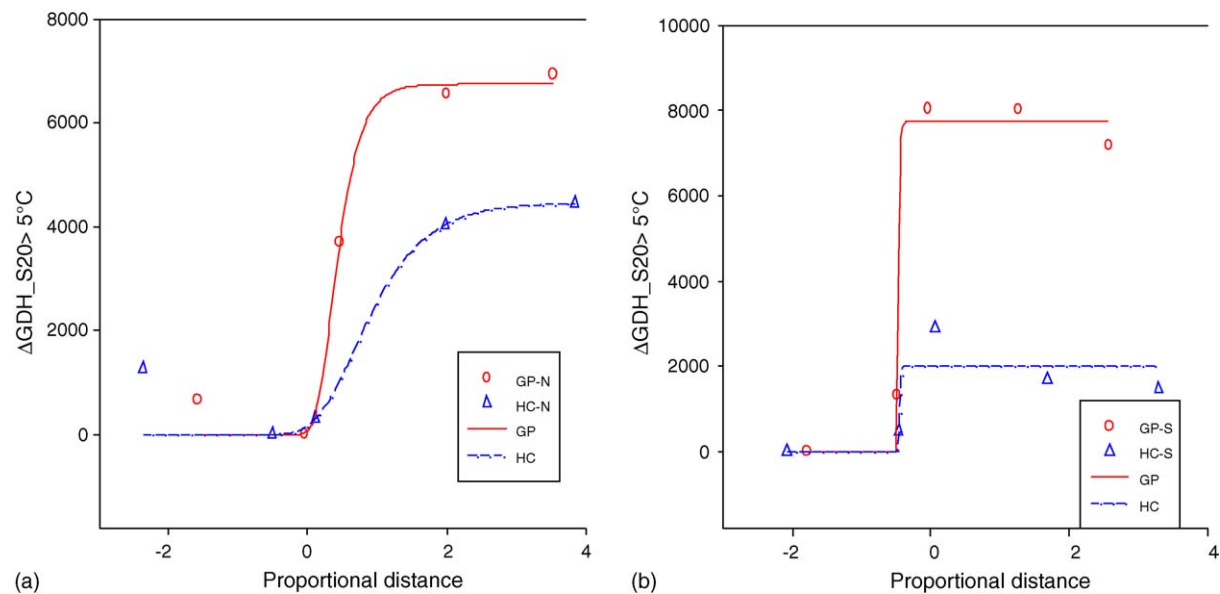 8000
6000
4000
2000
0
ΔGDH_S20> 5°C
GP-N
HC-N
GP
HC
-2 0 2 4
(a) Proportional distance
10000
8000
6000
4000
2000
0
ΔGDH_S20> 5°C
GP-S
HC-S
GP
HC
-2 0 2 4
(b) Proportional distance